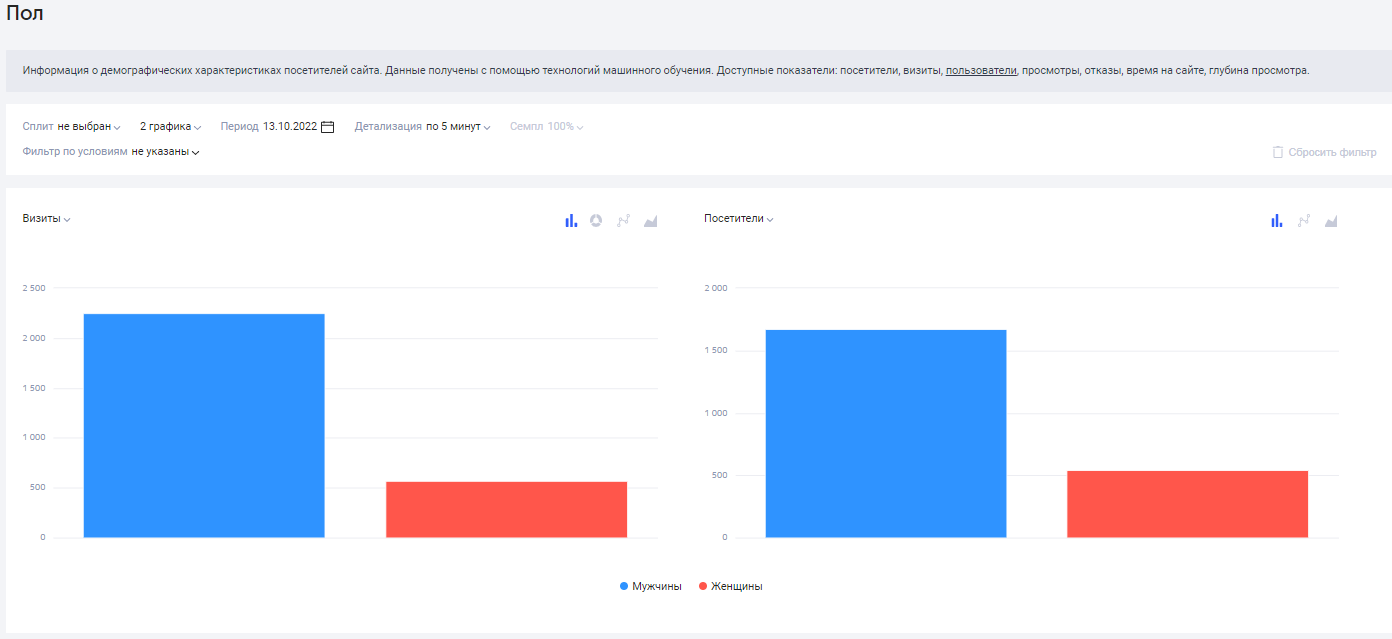 Пол
Информация о демографических характеристиках посетителей сайта. Данные получены с помощью технологий машинного обучения. Доступные показатели: посетители, визиты, пользователи, просмотры, отказы, время на сайте, глубина просмотра.
Сплит не выбран 2 графика Период 13.10.2022 Детализация по 5 минут Семпл 100%
Фильтр по условиям не указаны Сбросить фильтр
Визиты Посетители
2 500 2 000
2 000
1 500 1 500
1 000 1 000
500 500
0 0
Мужчины Женщины